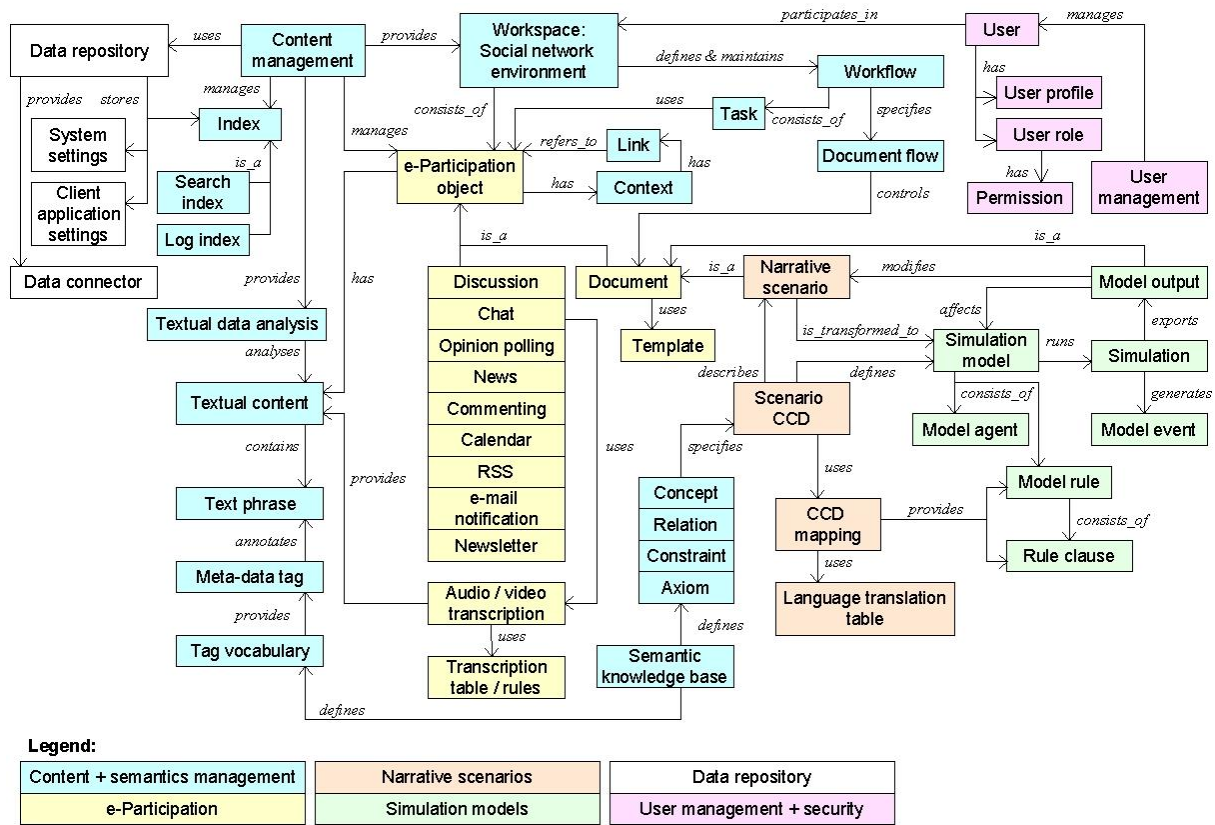 Data repository
uses
Content
management
provides
Workspace:
Social network
environment
participates_in
User
manages
defines & maintains
Workflow
has
User profile
User role
has
Permission
User
management
provides
stores
manages
Index
System
settings
is_a
Search
index
Client
application
settings
Log index
Data connector
consists_of
manages
uses
Task
consists_of
specifies
refers_to
Link
has
e-Participation
object
has
Context
Document flow
controls
is_a
has
provides
Textual data analysis
analyses
Textual content
contains
Text phrase
annotates
Meta-data tag
provides
Tag vocabulary
defines
Discussion
Chat
Opinion polling
News
Commenting
Calendar
RSS
e-mail
notification
Newsletter
uses
provides
Audio / video
transcription
uses
Transcription
table / rules
Document
uses
Template
is_a
Narrative
scenario
modifies
is_a
Model output
affects
exports
is_transformed_to
Simulation
model
runs
Simulation
describes
defines
consists_of
generates
Scenario
CCD
Model agent
Model event
specifies
uses
Concept
Relation
Constraint
Axiom
defines
Semantic
knowledge base
CCD
mapping
provides
Model rule
consists_of
Rule clause
uses
Language translation
table
Legend:
Content + semantics management
Narrative scenarios
Data repository
e-Participation
Simulation models
User management + security